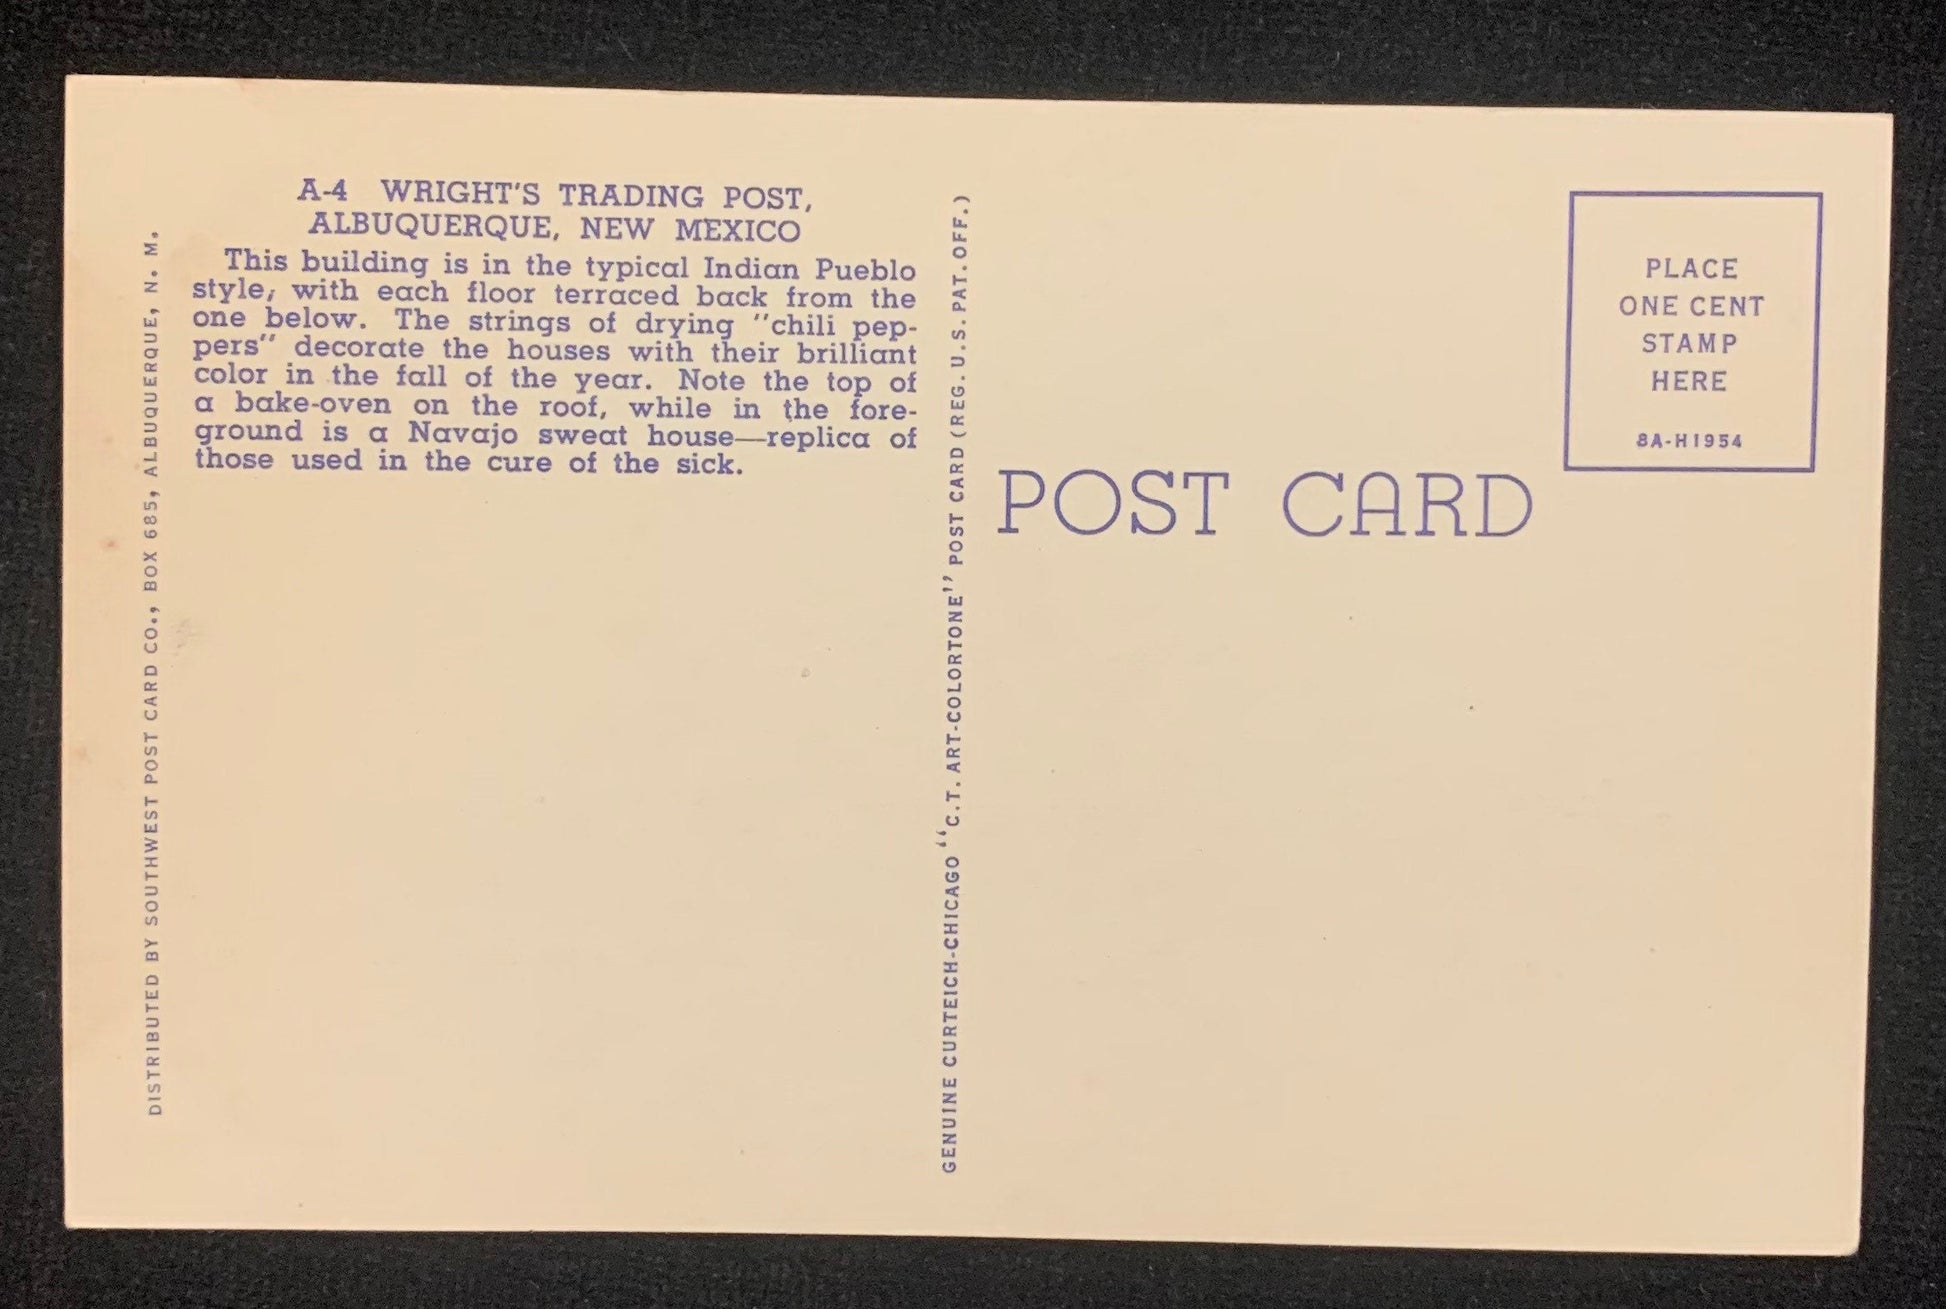 A-4 WRIGHT'S TRADING POST,
ALBUQUERQUE, NEW MEXICO
This building is in the typical Indian Pueblo
style, with each floor terraced back from the
one below. The strings of drying "chili pep-
pers" decorate the houses with their brilliant
color in the fall of the year. Note the top of
a bake-oven on the roof, while in the fore-
ground is a Navajo sweat house—replica of
those used in the cure of the sick.
DISTRIBUTED BY SOUTHWEST POST CARD CO., BOX 685, ALBUQUERQUE, N. M.
GENUINE CURTEICH-CHICAGO "C.T. ART-COLORTONE" POST CARD (REG. U.S. PAT. OFF.)
POST CARD
PLACE
ONE CENT
STAMP
HERE
8A-H1954